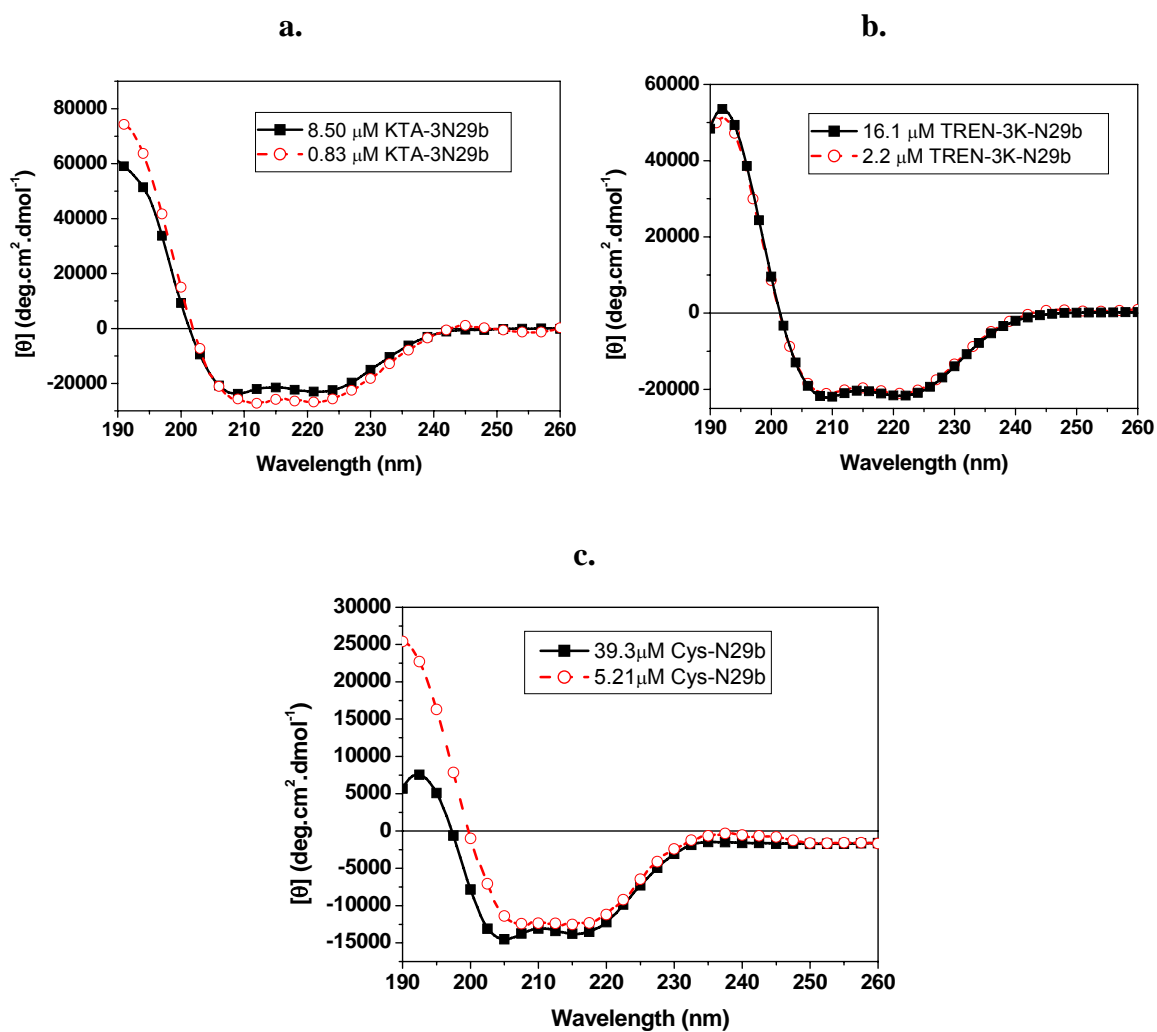 a.
80000
60000
40000
20000
0
-20000
190 200 210 220 230 240 250 260
[θ] (deg.cm².dmol⁻¹)
Wavelength (nm)
8.50 μM KTA-3N29b
0.83 μM KTA-3N29b
b.
60000
40000
20000
0
-20000
190 200 210 220 230 240 250 260
[θ] (deg.cm².dmol⁻¹)
Wavelength (nm)
16.1 μM TREN-3K-N29b
2.2 μM TREN-3K-N29b
c.
30000
25000
20000
15000
10000
5000
0
-5000
-10000
-15000
190 200 210 220 230 240 250 260
[θ] (deg.cm².dmol⁻¹)
Wavelength (nm)
39.3μM Cys-N29b
5.21μM Cys-N29b